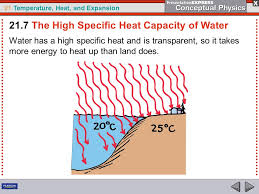 21 Temperature, Heat, and Expansion
PresentationEXPRESS
Conceptual Physics
21.7 The High Specific Heat Capacity of Water
Water has a high specific heat and is transparent, so it takes
more energy to heat up than land does.
20°C 25°C
PEARSON